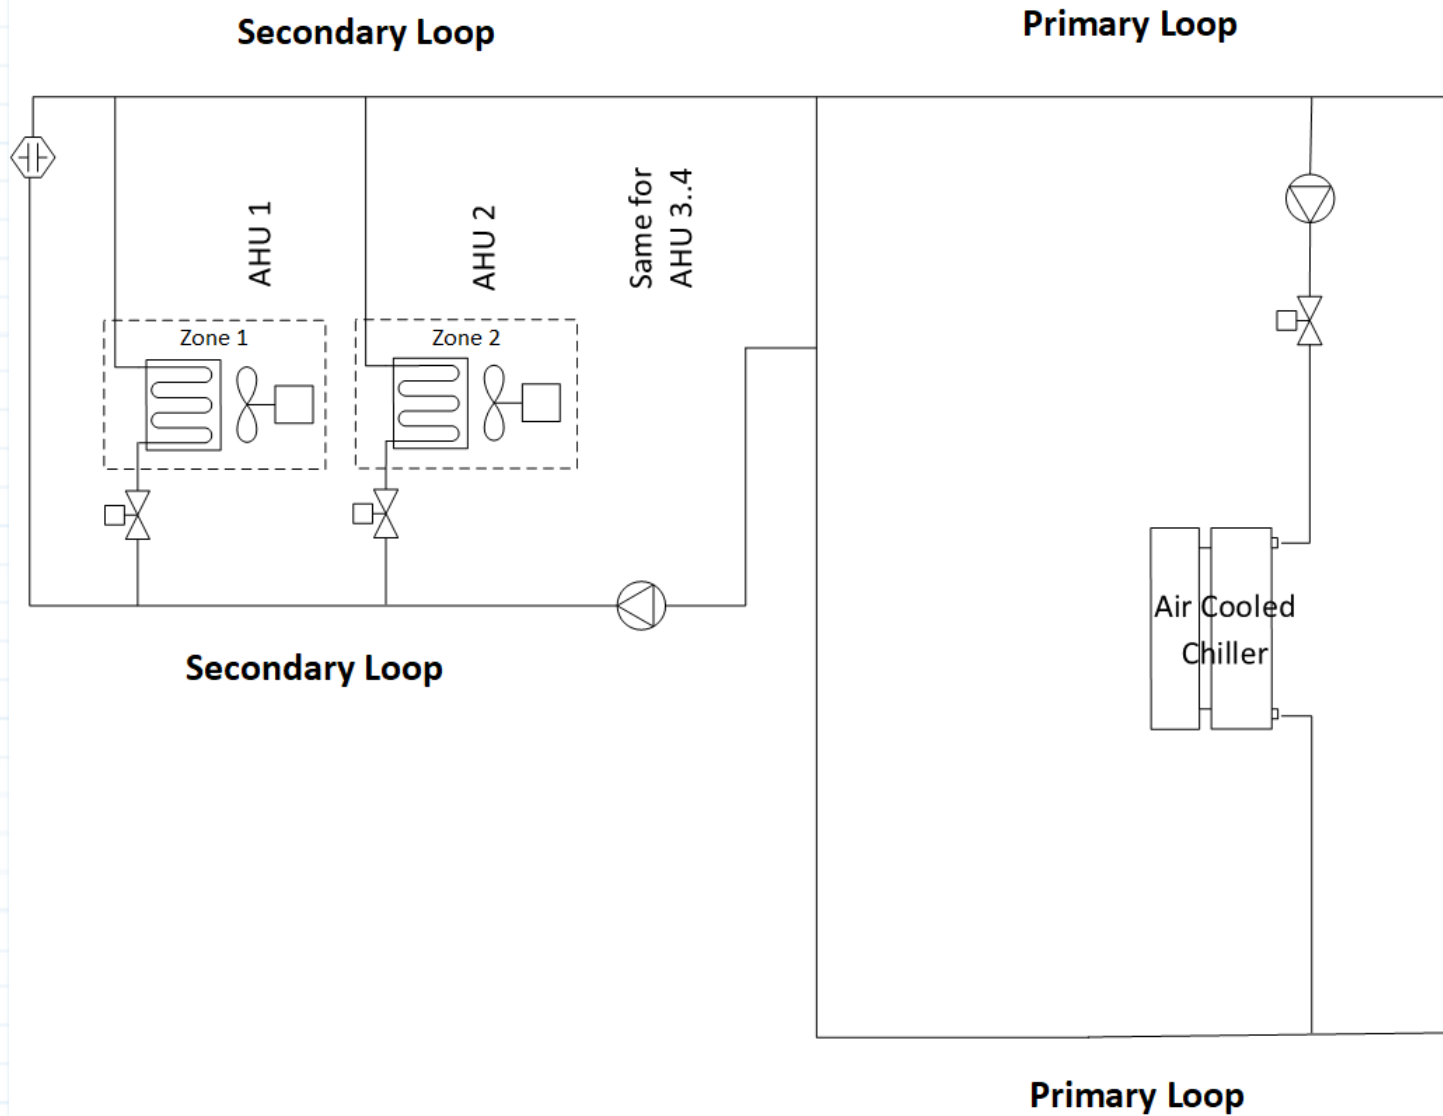 Secondary Loop
Primary Loop
AHU 1
AHU 2
Same for
AHU 3..4
Zone 1
Zone 2
Air Cooled
Chiller
Secondary Loop
Primary Loop